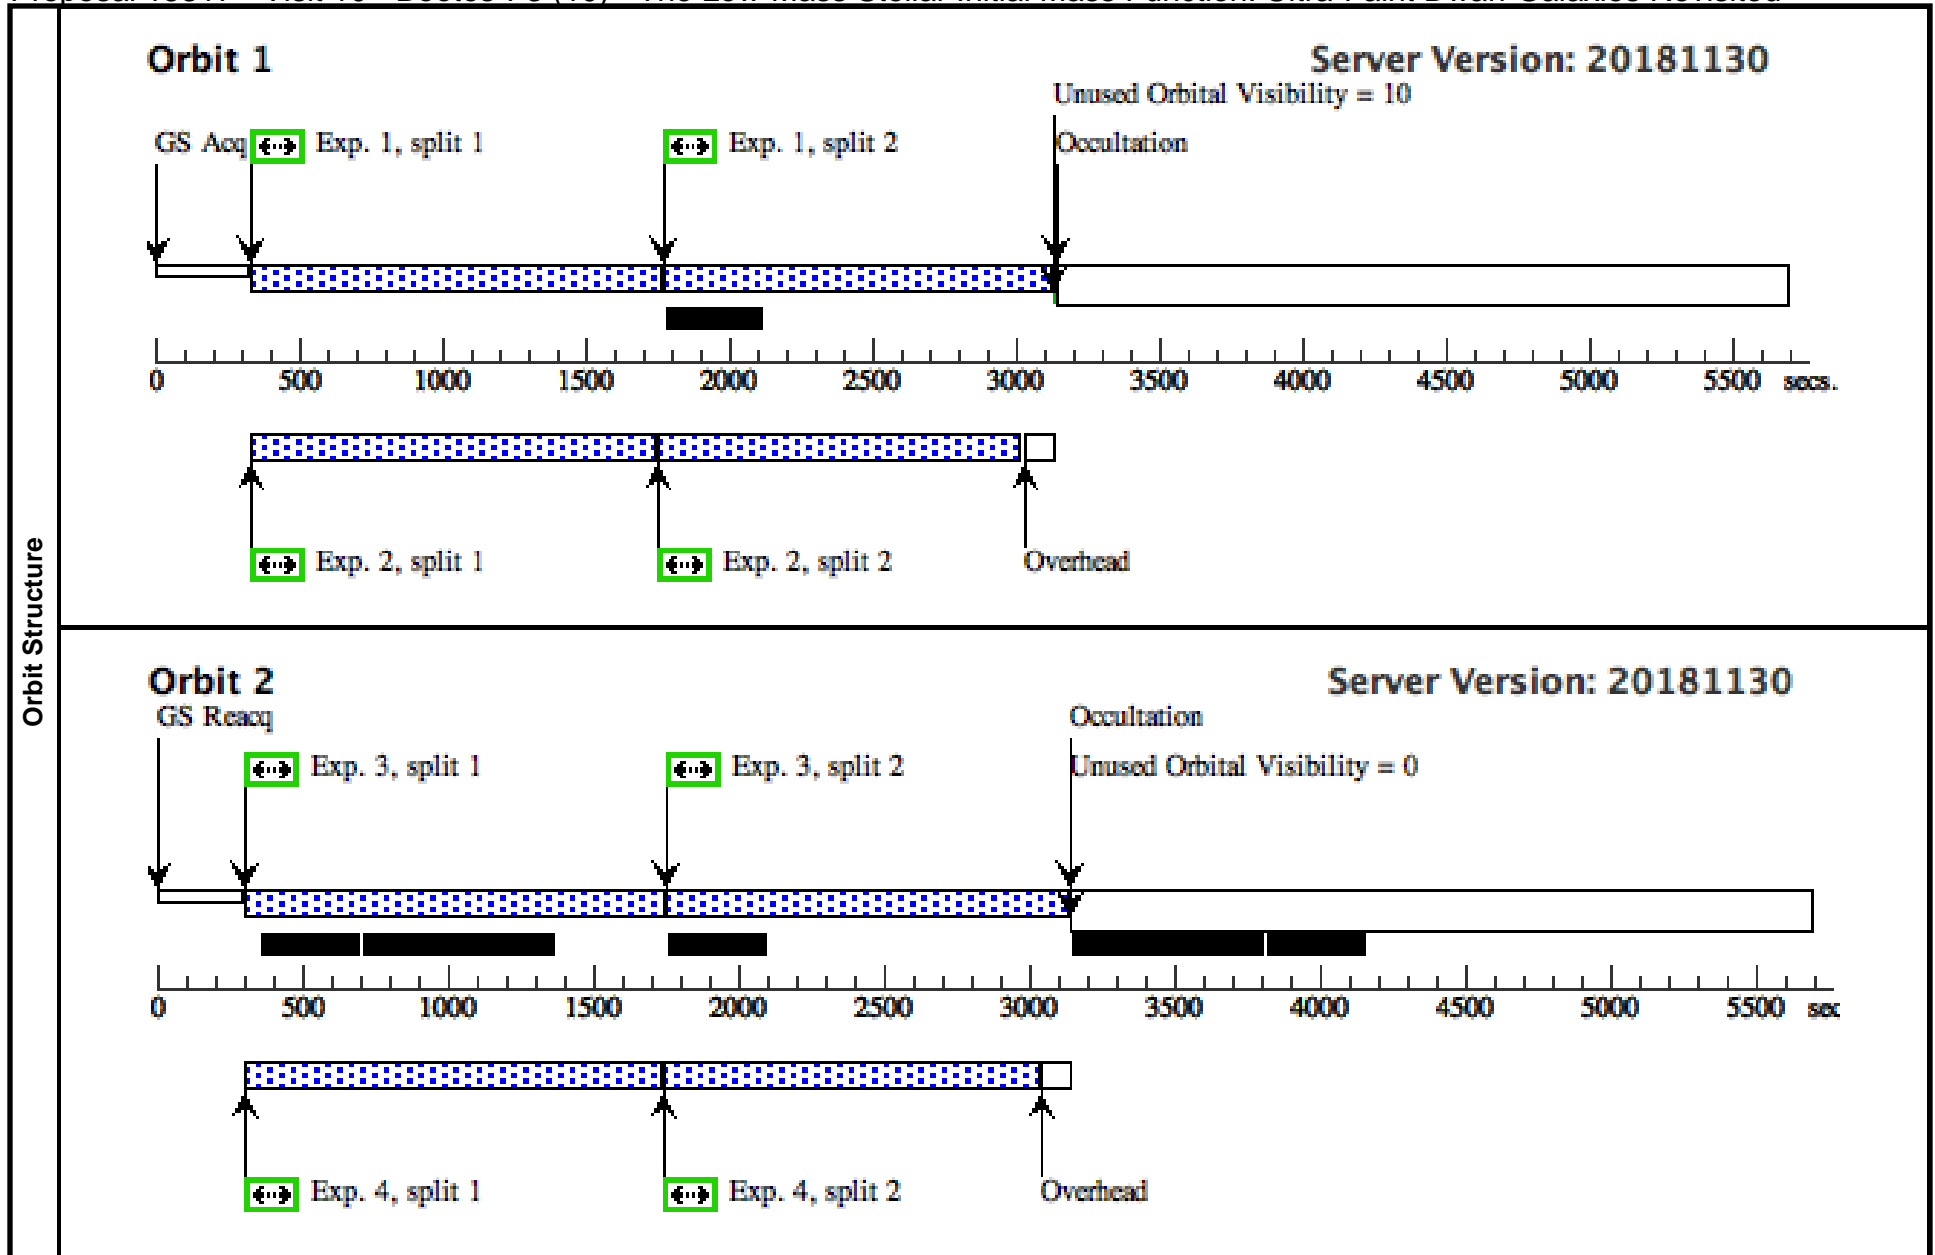 Orbit Structure
Orbit 1
Server Version: 20181130
Unused Orbital Visibility = 10
GS Acq
Exp. 1, split 1
Exp. 1, split 2
Occultation
0 500 1000 1500 2000 2500 3000 3500 4000 4500 5000 5500 secs.
Exp. 2, split 1
Exp. 2, split 2
Overhead
Orbit 2
Server Version: 20181130
GS Reacq
Occultation
Exp. 3, split 1
Exp. 3, split 2
Unused Orbital Visibility = 0
0 500 1000 1500 2000 2500 3000 3500 4000 4500 5000 5500 sec
Exp. 4, split 1
Exp. 4, split 2
Overhead